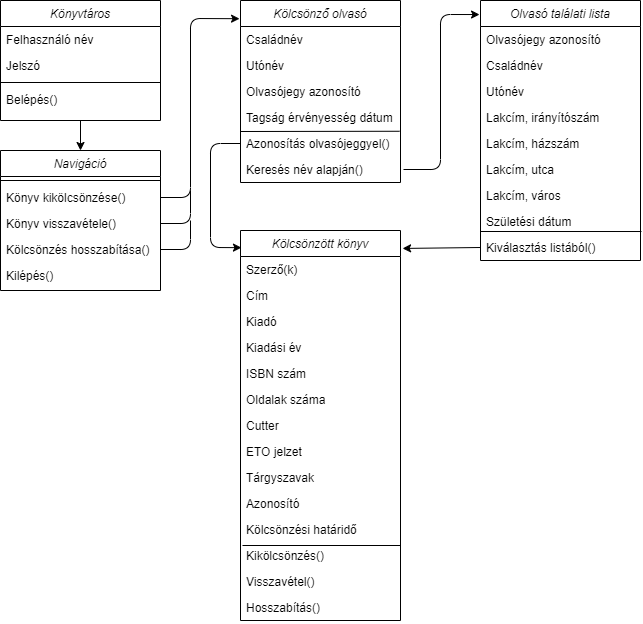 Könyvtáros
Felhasználó név
Jelszó
Belépés()
Navigáció
Könyv kikölcsönzése()
Könyv visszavétele()
Kölcsönzés hosszabítása()
Kilépés()
Kölcsönző olvasó
Családnév
Utónév
Olvasójegy azonosító
Tagság érvényesség dátum
Azonosítás olvasójeggyel()
Keresés név alapján()
Olvasó találati lista
Olvasójegy azonosító
Családnév
Utónév
Lakcím, irányítószám
Lakcím, házszám
Lakcím, utca
Lakcím, város
Születési dátum
Kiválasztás listából()
Kölcsönzött könyv
Szerző(k)
Cím
Kiadó
Kiadási év
ISBN szám
Oldalak száma
Cutter
ETO jelzet
Tárgyszavak
Azonosító
Kölcsönzési határidő
Kikölcsönzés()
Visszavétel()
Hosszabítás()